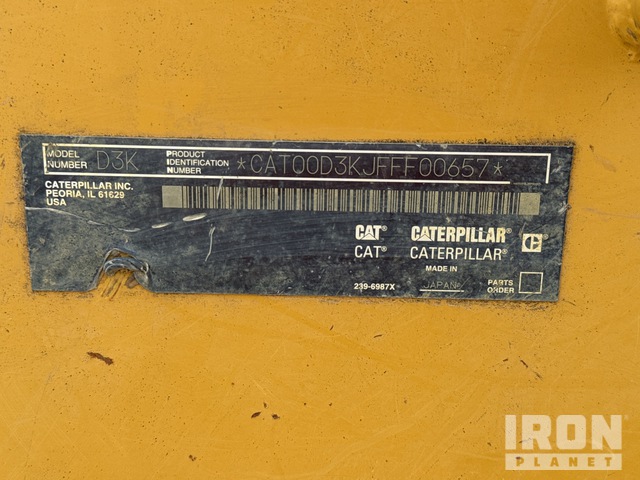 MODEL NUMBER D3K PRODUCT IDENTIFICATION NUMBER *CAT00D3KJFFF00657*
CATERPILLAR INC.
PEORIA, IL 61629
USA
CAT® CATERPILLAR®
CAT® CATERPILLAR®
MADE IN
239-6987X JAPAN PARTS ORDER
IRON
PLANET